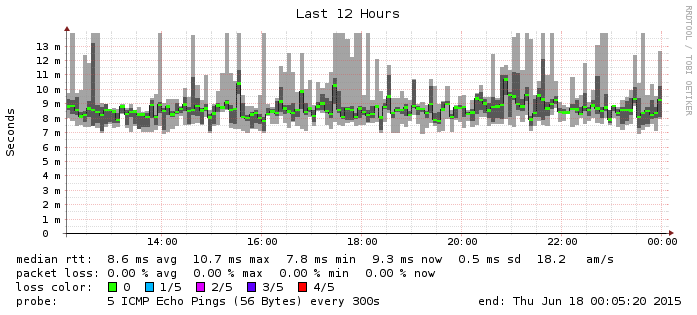 Last 12 Hours
RRDTOOL / TOBI OETIKER
Seconds
13 m
12 m
11 m
10 m
9 m
8 m
7 m
6 m
5 m
4 m
3 m
2 m
1 m
0
14:00 16:00 18:00 20:00 22:00 00:00
median rtt: 8.6 ms avg 10.7 ms max 7.8 ms min 9.3 ms now 0.5 ms sd 18.2 am/s
packet loss: 0.00 % avg 0.00 % max 0.00 % min 0.00 % now
loss color: 0 1/5 2/5 3/5 4/5
probe: 5 ICMP Echo Pings (56 Bytes) every 300s end: Thu Jun 18 00:05:20 2015